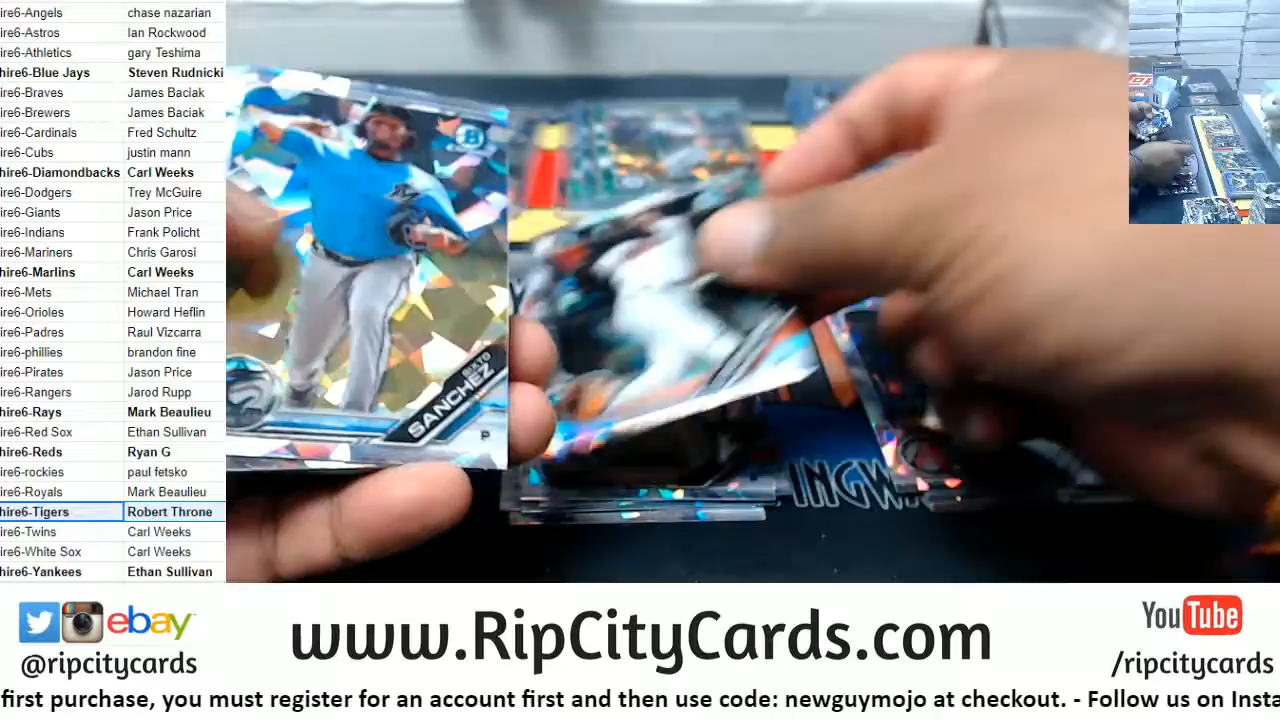 ire6-Angels chase nazarian
ire6-Astros Ian Rockwood
ire6-Athletics gary Teshima
hire6-Blue Jays Steven Rudnicki
ire6-Braves James Baciak
ire6-Brewers James Baciak
ire6-Cardinals Fred Schultz
ire6-Cubs justin mann
hire6-Diamondbacks Carl Weeks
ire6-Dodgers Trey McGuire
ire6-Giants Jason Price
ire6-Indians Frank Policht
ire6-Mariners Chris Garosi
hire6-Marlins Carl Weeks
ire6-Mets Michael Tran
ire6-Orioles Howard Heflin
ire6-Padres Raul Vizcarra
ire6-phillies brandon fine
ire6-Pirates Jason Price
ire6-Rangers Jarod Rupp
hire6-Rays Mark Beaulieu
ire6-Red Sox Ethan Sullivan
hire6-Reds Ryan G
ire6-rockies paul fetsko
ire6-Royals Mark Beaulieu
hire6-Tigers Robert Throne
ire6-Twins Carl Weeks
ire6-White Sox Carl Weeks
hire6-Yankees Ethan Sullivan
SIXTO
SANCHEZ
P
INGW
ebay
@ripcitycards
www.RipCityCards.com
YouTube
/ripcitycards
first purchase, you must register for an account first and then use code: newguymojo at checkout. - Follow us on Insta